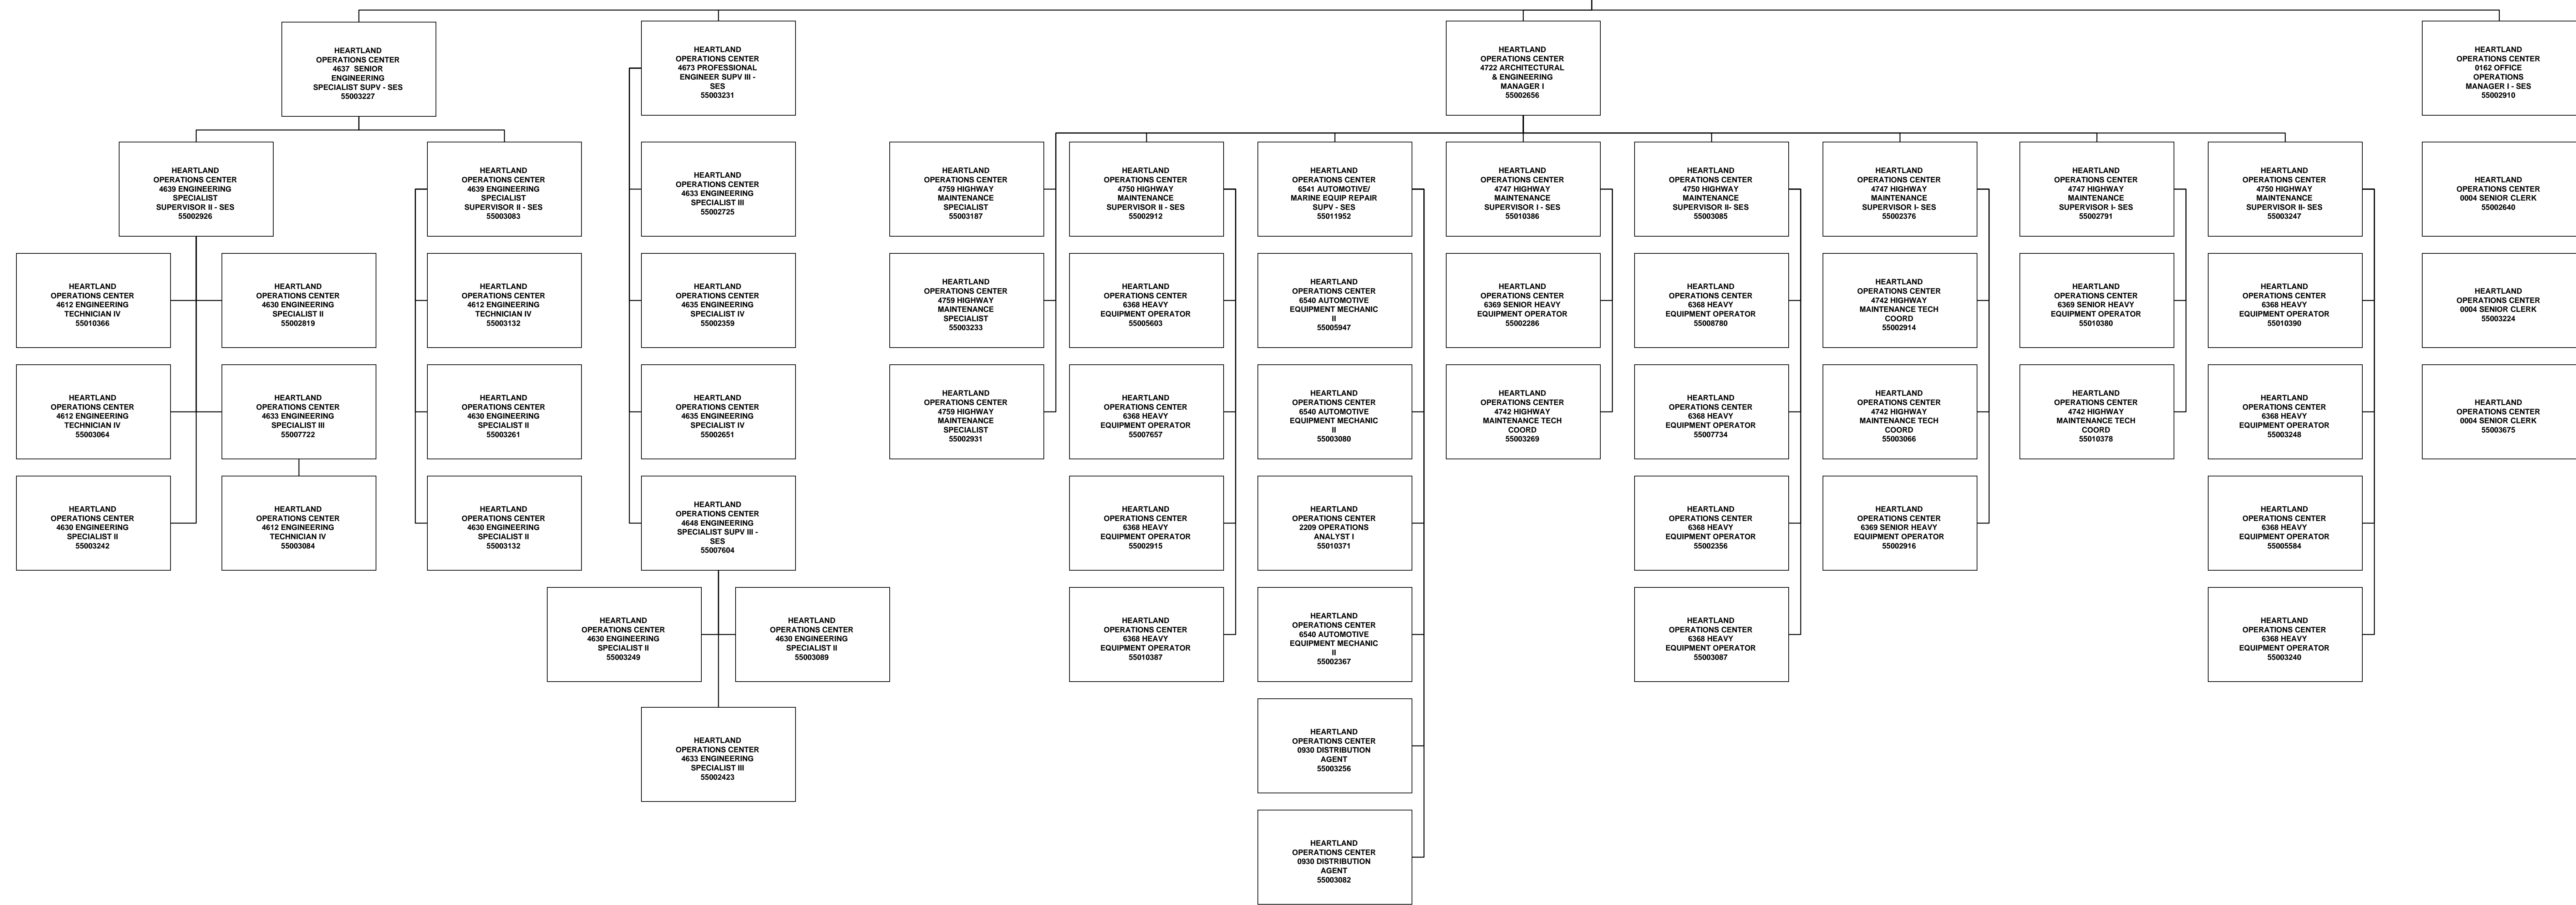 HEARTLAND
OPERATIONS CENTER
4637 SENIOR
ENGINEERING
SPECIALIST SUPV - SES
55003227
HEARTLAND
OPERATIONS CENTER
4673 PROFESSIONAL
ENGINEER SUPV III -
SES
55003231
HEARTLAND
OPERATIONS CENTER
4722 ARCHITECTURAL
& ENGINEERING
MANAGER I
55002656
HEARTLAND
OPERATIONS CENTER
0162 OFFICE
OPERATIONS
MANAGER I - SES
55002910
HEARTLAND
OPERATIONS CENTER
4639 ENGINEERING
SPECIALIST
SUPERVISOR II - SES
55002926
HEARTLAND
OPERATIONS CENTER
4639 ENGINEERING
SPECIALIST
SUPERVISOR II - SES
55003083
HEARTLAND
OPERATIONS CENTER
4633 ENGINEERING
SPECIALIST III
55002725
HEARTLAND
OPERATIONS CENTER
4759 HIGHWAY
MAINTENANCE
SPECIALIST
55003187
HEARTLAND
OPERATIONS CENTER
4750 HIGHWAY
MAINTENANCE
SUPERVISOR II - SES
55002912
HEARTLAND
OPERATIONS CENTER
6541 AUTOMOTIVE/
MARINE EQUIP REPAIR
SUPV - SES
55011952
HEARTLAND
OPERATIONS CENTER
4747 HIGHWAY
MAINTENANCE
SUPERVISOR I - SES
55010386
HEARTLAND
OPERATIONS CENTER
4750 HIGHWAY
MAINTENANCE
SUPERVISOR II- SES
55003085
HEARTLAND
OPERATIONS CENTER
4747 HIGHWAY
MAINTENANCE
SUPERVISOR I- SES
55002376
HEARTLAND
OPERATIONS CENTER
4747 HIGHWAY
MAINTENANCE
SUPERVISOR I- SES
55002791
HEARTLAND
OPERATIONS CENTER
4750 HIGHWAY
MAINTENANCE
SUPERVISOR II- SES
55003247
HEARTLAND
OPERATIONS CENTER
0004 SENIOR CLERK
55002640
HEARTLAND
OPERATIONS CENTER
4612 ENGINEERING
TECHNICIAN IV
55010366
HEARTLAND
OPERATIONS CENTER
4630 ENGINEERING
SPECIALIST II
55002819
HEARTLAND
OPERATIONS CENTER
4612 ENGINEERING
TECHNICIAN IV
55003132
HEARTLAND
OPERATIONS CENTER
4635 ENGINEERING
SPECIALIST IV
55002359
HEARTLAND
OPERATIONS CENTER
4759 HIGHWAY
MAINTENANCE
SPECIALIST
55003233
HEARTLAND
OPERATIONS CENTER
6368 HEAVY
EQUIPMENT OPERATOR
55005603
HEARTLAND
OPERATIONS CENTER
6540 AUTOMOTIVE
EQUIPMENT MECHANIC
II
55005947
HEARTLAND
OPERATIONS CENTER
6369 SENIOR HEAVY
EQUIPMENT OPERATOR
55002286
HEARTLAND
OPERATIONS CENTER
6368 HEAVY
EQUIPMENT OPERATOR
55008780
HEARTLAND
OPERATIONS CENTER
4742 HIGHWAY
MAINTENANCE TECH
COORD
55002914
HEARTLAND
OPERATIONS CENTER
6369 SENIOR HEAVY
EQUIPMENT OPERATOR
55010380
HEARTLAND
OPERATIONS CENTER
6368 HEAVY
EQUIPMENT OPERATOR
55010390
HEARTLAND
OPERATIONS CENTER
0004 SENIOR CLERK
55003224
HEARTLAND
OPERATIONS CENTER
4612 ENGINEERING
TECHNICIAN IV
55003064
HEARTLAND
OPERATIONS CENTER
4633 ENGINEERING
SPECIALIST III
55007722
HEARTLAND
OPERATIONS CENTER
4630 ENGINEERING
SPECIALIST II
55003261
HEARTLAND
OPERATIONS CENTER
4635 ENGINEERING
SPECIALIST IV
55002651
HEARTLAND
OPERATIONS CENTER
4759 HIGHWAY
MAINTENANCE
SPECIALIST
55002931
HEARTLAND
OPERATIONS CENTER
6368 HEAVY
EQUIPMENT OPERATOR
55007657
HEARTLAND
OPERATIONS CENTER
6540 AUTOMOTIVE
EQUIPMENT MECHANIC
II
55003080
HEARTLAND
OPERATIONS CENTER
4742 HIGHWAY
MAINTENANCE TECH
COORD
55003269
HEARTLAND
OPERATIONS CENTER
6368 HEAVY
EQUIPMENT OPERATOR
55007734
HEARTLAND
OPERATIONS CENTER
4742 HIGHWAY
MAINTENANCE TECH
COORD
55003066
HEARTLAND
OPERATIONS CENTER
4742 HIGHWAY
MAINTENANCE TECH
COORD
55010378
HEARTLAND
OPERATIONS CENTER
6368 HEAVY
EQUIPMENT OPERATOR
55003248
HEARTLAND
OPERATIONS CENTER
0004 SENIOR CLERK
55003675
HEARTLAND
OPERATIONS CENTER
4630 ENGINEERING
SPECIALIST II
55003242
HEARTLAND
OPERATIONS CENTER
4612 ENGINEERING
TECHNICIAN IV
55003084
HEARTLAND
OPERATIONS CENTER
4630 ENGINEERING
SPECIALIST II
55003132
HEARTLAND
OPERATIONS CENTER
4648 ENGINEERING
SPECIALIST SUPV III -
SES
55007604
HEARTLAND
OPERATIONS CENTER
6368 HEAVY
EQUIPMENT OPERATOR
55002915
HEARTLAND
OPERATIONS CENTER
2209 OPERATIONS
ANALYST I
55010371
HEARTLAND
OPERATIONS CENTER
6368 HEAVY
EQUIPMENT OPERATOR
55002356
HEARTLAND
OPERATIONS CENTER
6369 SENIOR HEAVY
EQUIPMENT OPERATOR
55002916
HEARTLAND
OPERATIONS CENTER
6368 HEAVY
EQUIPMENT OPERATOR
55005584
HEARTLAND
OPERATIONS CENTER
4630 ENGINEERING
SPECIALIST II
55003249
HEARTLAND
OPERATIONS CENTER
4630 ENGINEERING
SPECIALIST II
55003089
HEARTLAND
OPERATIONS CENTER
6368 HEAVY
EQUIPMENT OPERATOR
55010387
HEARTLAND
OPERATIONS CENTER
6540 AUTOMOTIVE
EQUIPMENT MECHANIC
II
55002367
HEARTLAND
OPERATIONS CENTER
6368 HEAVY
EQUIPMENT OPERATOR
55003087
HEARTLAND
OPERATIONS CENTER
6368 HEAVY
EQUIPMENT OPERATOR
55003240
HEARTLAND
OPERATIONS CENTER
4633 ENGINEERING
SPECIALIST III
55002423
HEARTLAND
OPERATIONS CENTER
0930 DISTRIBUTION
AGENT
55003256
HEARTLAND
OPERATIONS CENTER
0930 DISTRIBUTION
AGENT
55003082